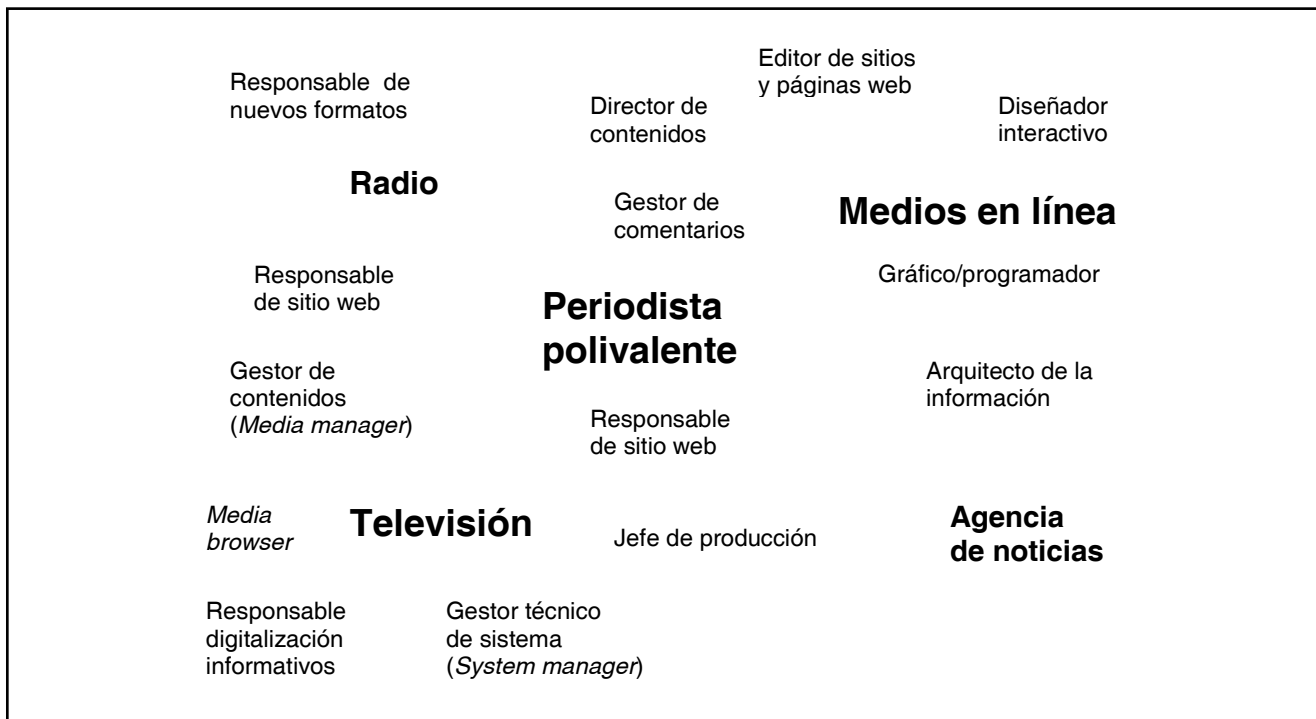 Responsable de
nuevos formatos
Director de
contenidos
Editor de sitios
y páginas web
Diseñador
interactivo
Radio
Gestor de
comentarios
Medios en línea
Responsable
de sitio web
Periodista
polivalente
Gráfico/programador
Gestor de
contenidos
(Media manager)
Responsable
de sitio web
Arquitecto de la
información
Media
browser
Televisión
Jefe de producción
Agencia
de noticias
Responsable
digitalización
informativos
Gestor técnico
de sistema
(System manager)